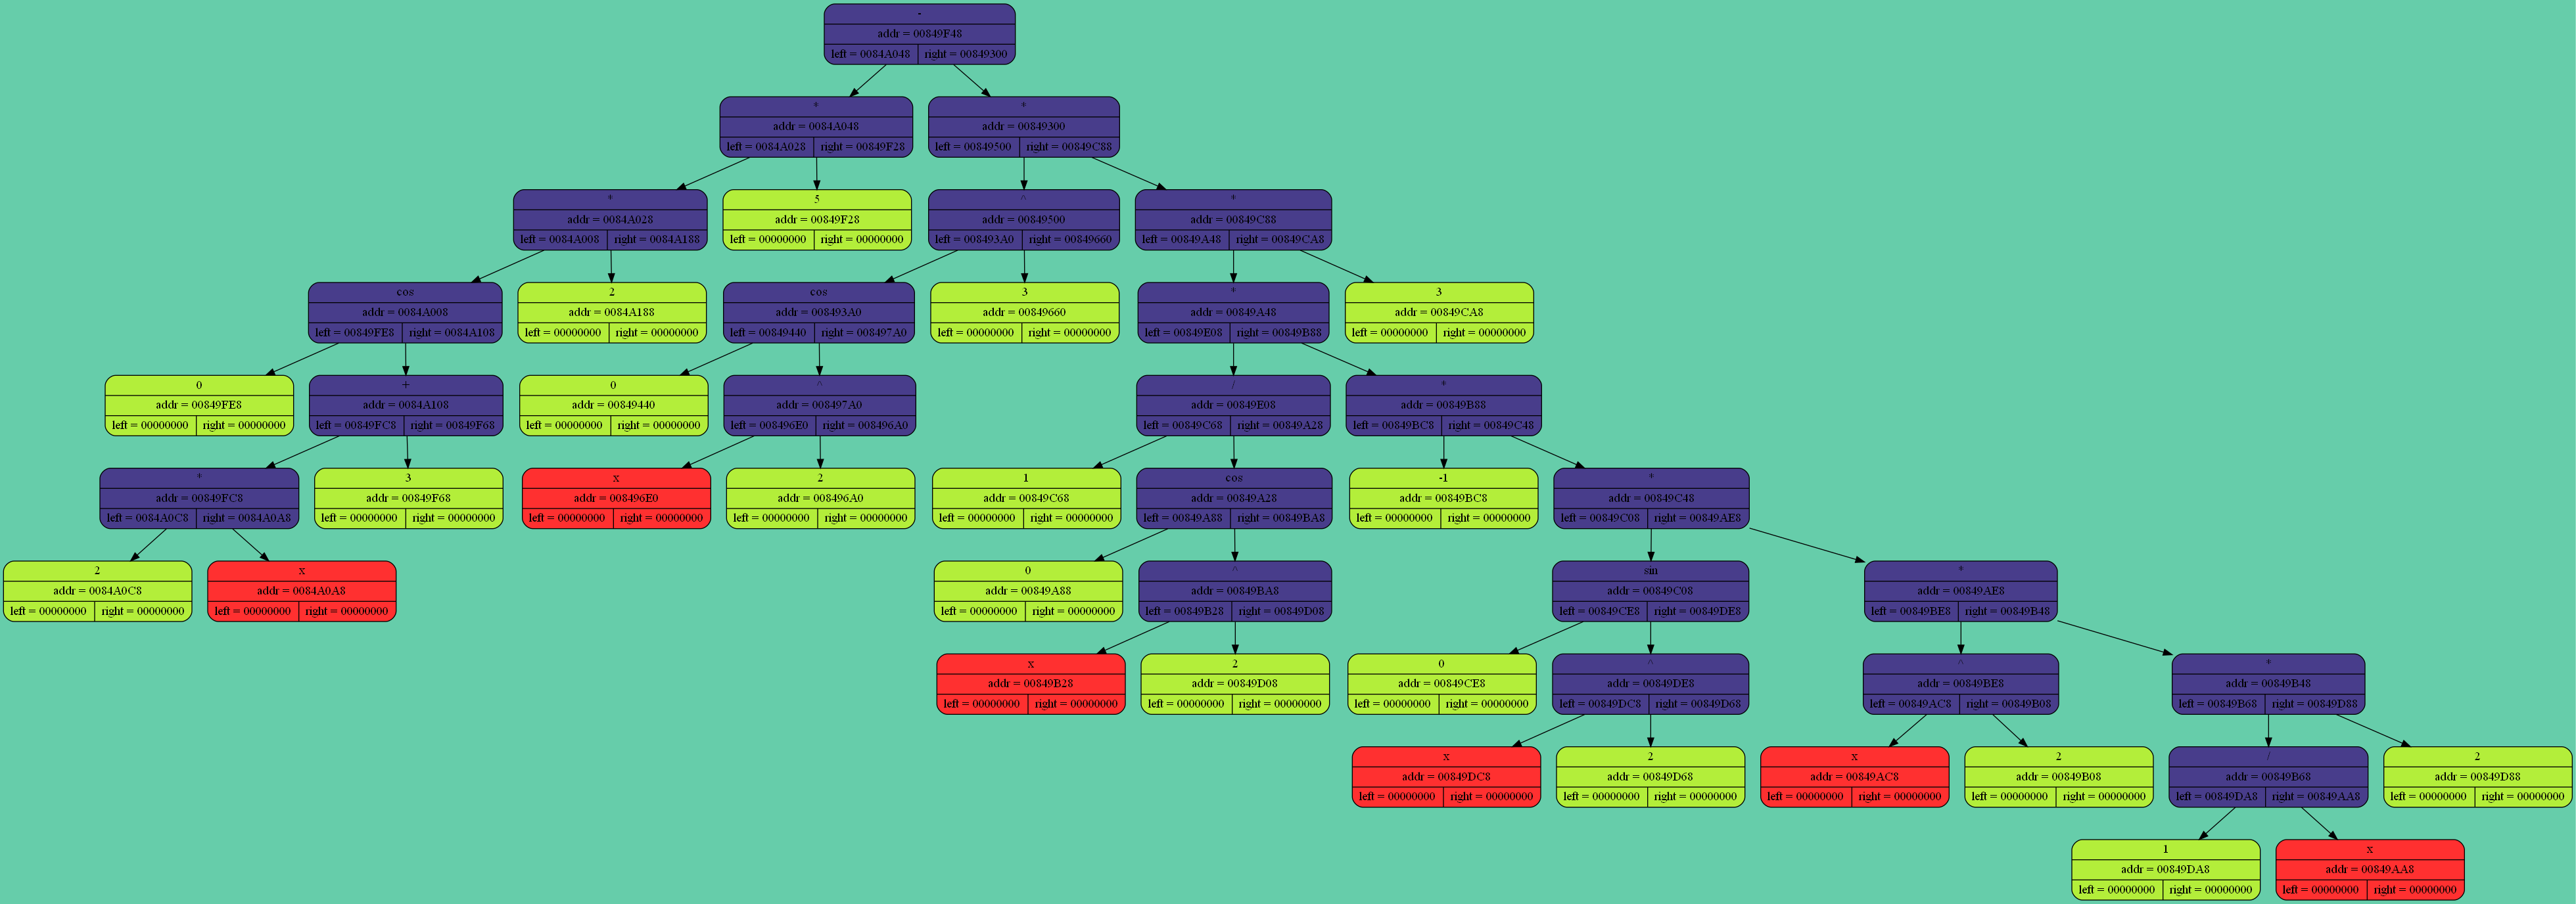 -
addr = 00849F48
left = 0084A048 right = 00849300
*
addr = 0084A048
left = 0084A028 right = 00849F28
*
addr = 00849300
left = 00849500 right = 00849C88
*
addr = 0084A028
left = 0084A008 right = 0084A188
5
addr = 00849F28
left = 00000000 right = 00000000
^
addr = 00849500
left = 008493A0 right = 00849660
*
addr = 00849C88
left = 00849A48 right = 00849CA8
cos
addr = 0084A008
left = 00849FE8 right = 0084A108
2
addr = 0084A188
left = 00000000 right = 00000000
cos
addr = 008493A0
left = 00849440 right = 008497A0
3
addr = 00849660
left = 00000000 right = 00000000
*
addr = 00849A48
left = 00849E08 right = 00849B88
3
addr = 00849CA8
left = 00000000 right = 00000000
0
addr = 00849FE8
left = 00000000 right = 00000000
+
addr = 0084A108
left = 00849FC8 right = 00849F68
0
addr = 00849440
left = 00000000 right = 00000000
^
addr = 008497A0
left = 008496E0 right = 008496A0
/
addr = 00849E08
left = 00849C68 right = 00849A28
*
addr = 00849B88
left = 00849BC8 right = 00849C48
*
addr = 00849FC8
left = 0084A0C8 right = 0084A0A8
3
addr = 00849F68
left = 00000000 right = 00000000
x
addr = 008496E0
left = 00000000 right = 00000000
2
addr = 008496A0
left = 00000000 right = 00000000
1
addr = 00849C68
left = 00000000 right = 00000000
cos
addr = 00849A28
left = 00849A88 right = 00849BA8
-1
addr = 00849BC8
left = 00000000 right = 00000000
*
addr = 00849C48
left = 00849C08 right = 00849AE8
2
addr = 0084A0C8
left = 00000000 right = 00000000
x
addr = 0084A0A8
left = 00000000 right = 00000000
0
addr = 00849A88
left = 00000000 right = 00000000
^
addr = 00849BA8
left = 00849B28 right = 00849D08
sin
addr = 00849C08
left = 00849CE8 right = 00849DE8
*
addr = 00849AE8
left = 00849BE8 right = 00849B48
x
addr = 00849B28
left = 00000000 right = 00000000
2
addr = 00849D08
left = 00000000 right = 00000000
0
addr = 00849CE8
left = 00000000 right = 00000000
^
addr = 00849DE8
left = 00849DC8 right = 00849D68
^
addr = 00849BE8
left = 00849AC8 right = 00849B08
*
addr = 00849B48
left = 00849B68 right = 00849D88
x
addr = 00849DC8
left = 00000000 right = 00000000
2
addr = 00849D68
left = 00000000 right = 00000000
x
addr = 00849AC8
left = 00000000 right = 00000000
2
addr = 00849B08
left = 00000000 right = 00000000
/
addr = 00849B68
left = 00849DA8 right = 00849AA8
2
addr = 00849D88
left = 00000000 right = 00000000
1
addr = 00849DA8
left = 00000000 right = 00000000
x
addr = 00849AA8
left = 00000000 right = 00000000